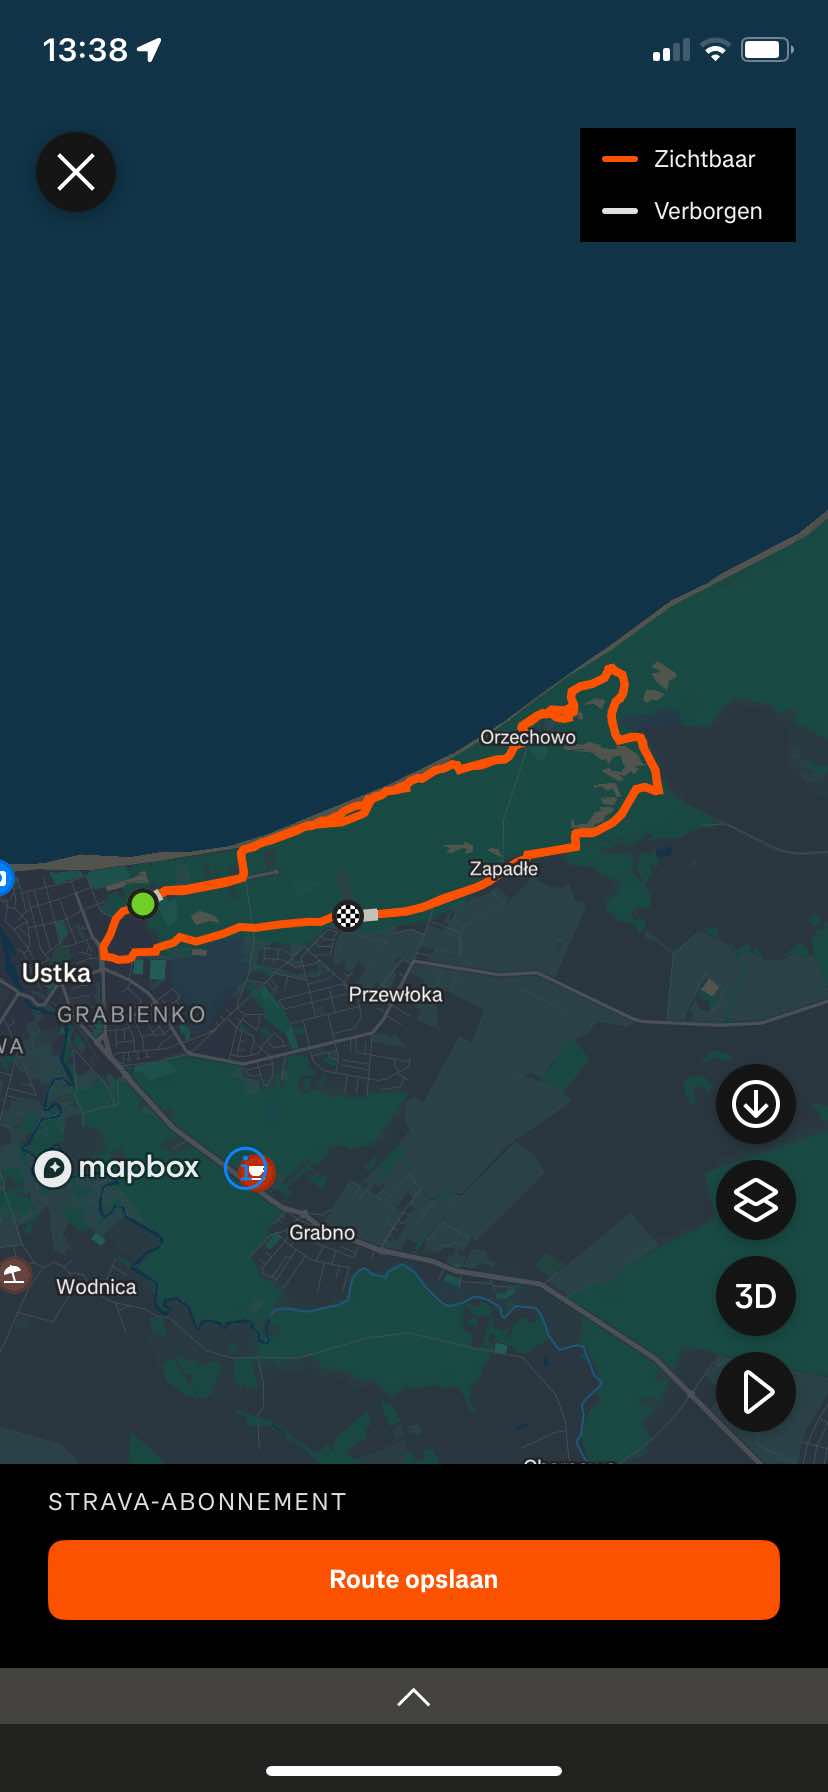 13:38
Zichtbaar
Verborgen
Orzechowo
Zapadłe
Ustka
Przewłoka
GRABIENKO
WA
mapbox
Grabno
Wodnica
3D
STRAVA-ABONNEMENT
Route opslaan